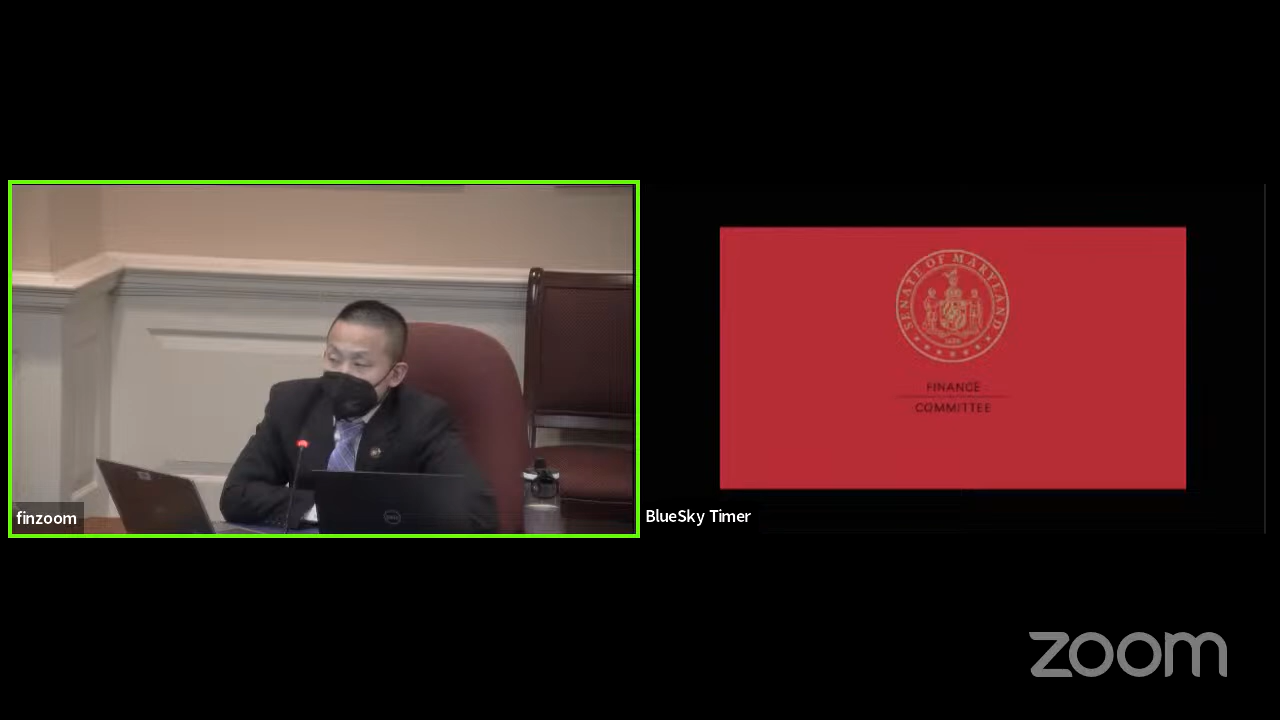 finzoom
BlueSky Timer
SENATE OF MARYLAND
FINANCE
COMMITTEE
zoom